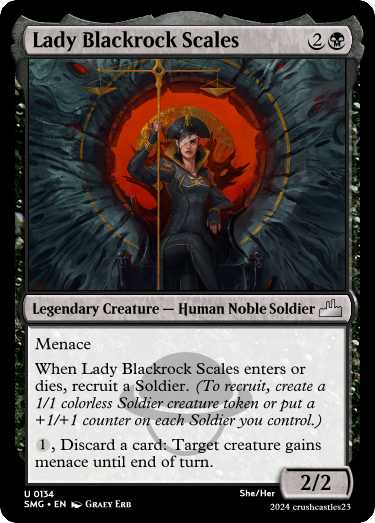 Lady Blackrock Scales 2
Legendary Creature — Human Noble Soldier
Menace
When Lady Blackrock Scales enters or
dies, recruit a Soldier. (To recruit, create a
1/1 colorless Soldier creature token or put a
+1/+1 counter on each Soldier you control.)
1 , Discard a card: Target creature gains
menace until end of turn.
2/2
U 0134 She/Her
SMG • EN Graey Erb 2024 crushcastles23